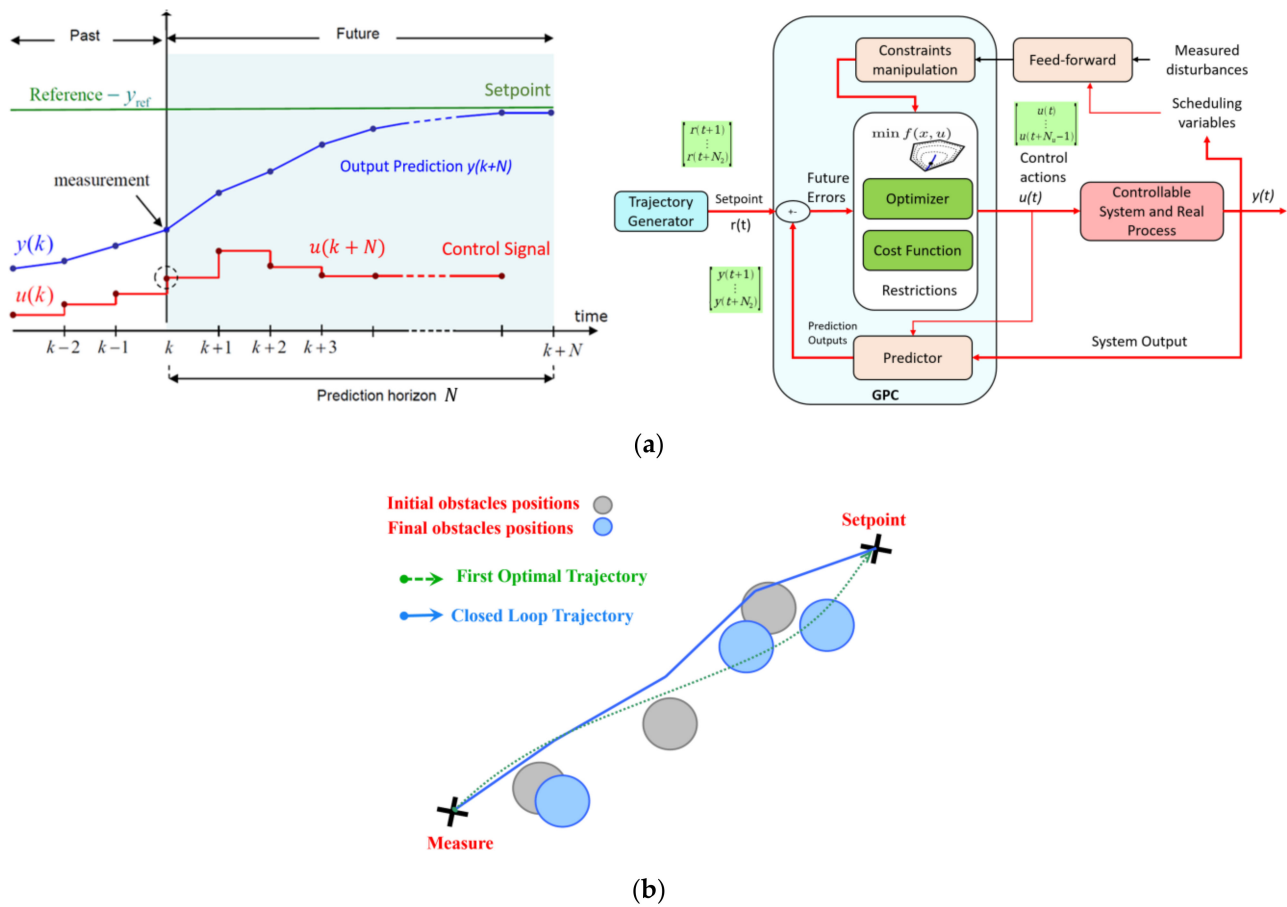 Past
Future
Reference − y_ref
Setpoint
Output Prediction y(k+N)
measurement
y(k)
u(k+N)
Control Signal
u(k)
time
k−2
k−1
k
k+1
k+2
k+3
k+N
Prediction horizon N
Constraints
manipulation
Feed-forward
Measured
disturbances
Scheduling
variables
min f(x, u)
r(t+1)
⋮
r(t+N₂)
u(t)
⋮
u(t+Nᵤ−1)
Control
actions
u(t)
Future
Errors
Optimizer
Trajectory
Generator
Setpoint
r(t)
+-
Controllable
System and Real
Process
y(t)
Cost Function
Restrictions
y(t+1)
⋮
y(t+N₂)
Prediction
Outputs
Predictor
System Output
GPC
(a)
Initial obstacles positions
Final obstacles positions
First Optimal Trajectory
Closed Loop Trajectory
Setpoint
Measure
(b)